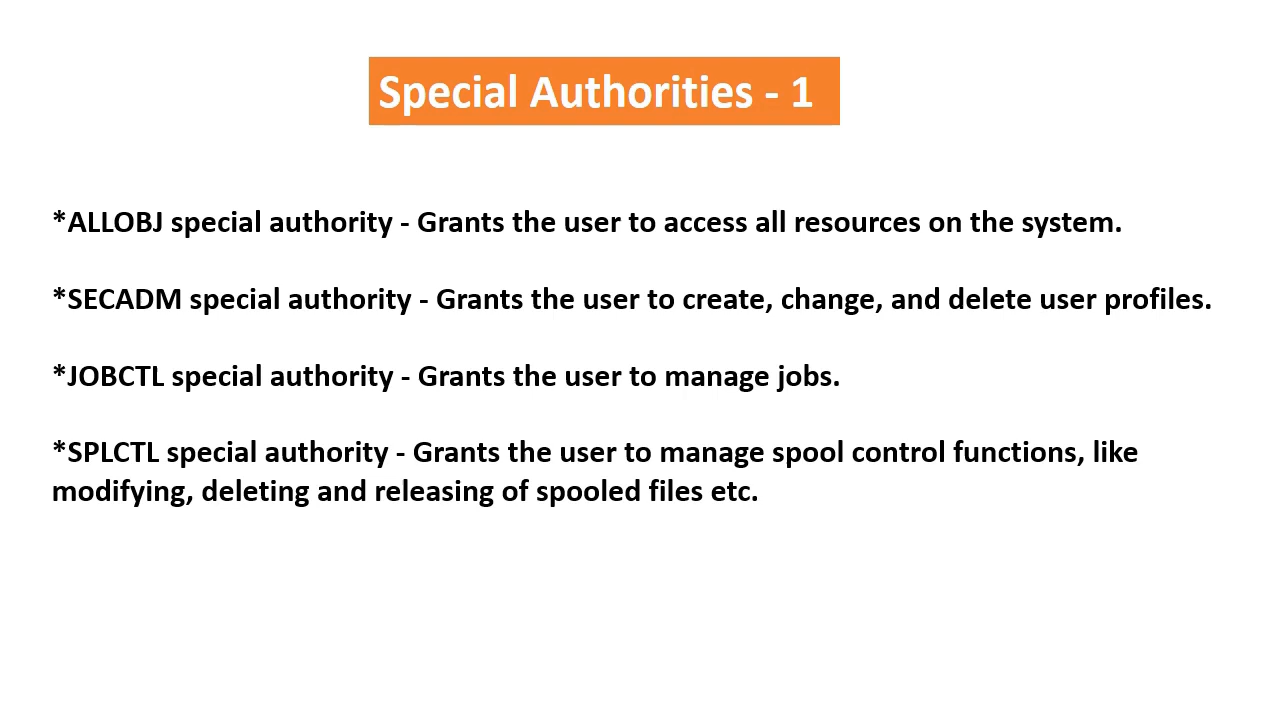 Special Authorities - 1
*ALLOBJ special authority - Grants the user to access all resources on the system.
*SECADM special authority - Grants the user to create, change, and delete user profiles.
*JOBCTL special authority - Grants the user to manage jobs.
*SPLCTL special authority - Grants the user to manage spool control functions, like
modifying, deleting and releasing of spooled files etc.